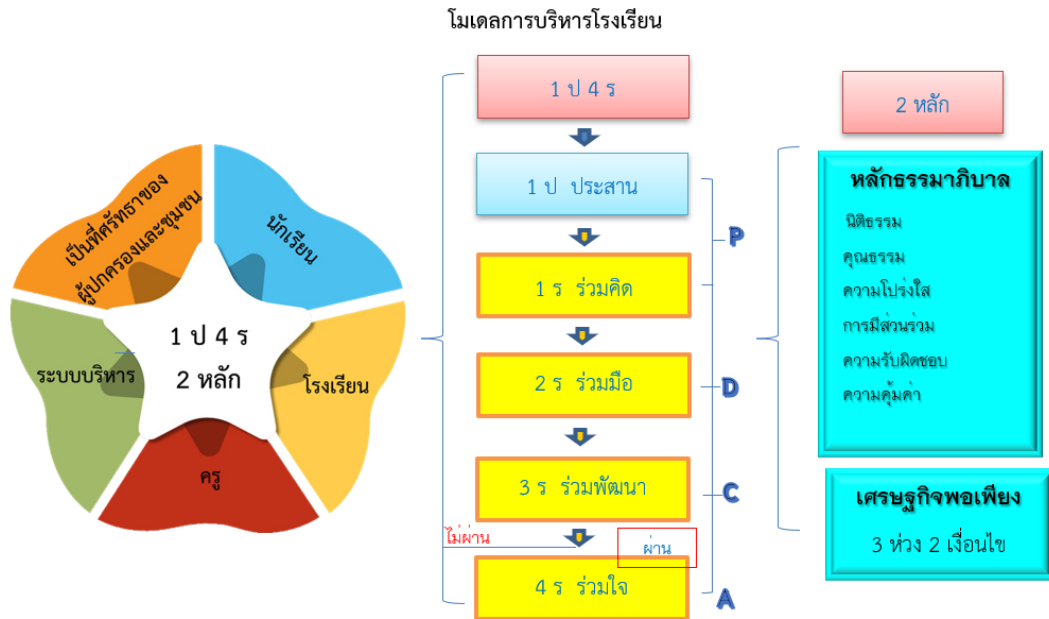 โมเดลการบริหารโรงเรียน
เป็นที่ศรัทธาของ
ผู้ปกครองและชุมชน
นักเรียน
โรงเรียน
ครู
ระบบบริหาร
1 ป 4 ร
2 หลัก
1 ป 4 ร
1 ป ประสาน
1 ร ร่วมคิด
2 ร ร่วมมือ
3 ร ร่วมพัฒนา
ไม่ผ่าน
ผ่าน
4 ร ร่วมใจ
P
D
C
A
2 หลัก
หลักธรรมาภิบาล
นิติธรรม
คุณธรรม
ความโปร่งใส
การมีส่วนร่วม
ความรับผิดชอบ
ความคุ้มค่า
เศรษฐกิจพอเพียง
3 ห่วง 2 เงื่อนไข